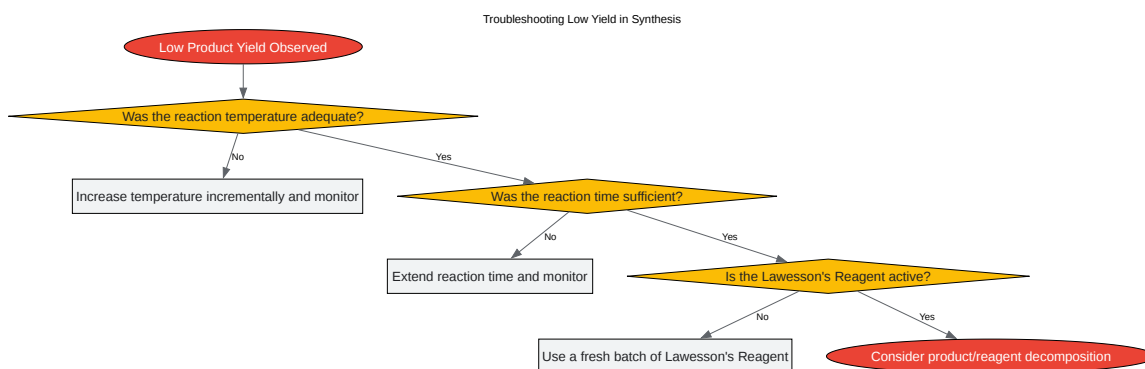 Troubleshooting Low Yield in Synthesis
Low Product Yield Observed
Was the reaction temperature adequate?
No
Yes
Increase temperature incrementally and monitor
Was the reaction time sufficient?
No
Yes
Extend reaction time and monitor
Is the Lawesson's Reagent active?
No
Yes
Use a fresh batch of Lawesson's Reagent
Consider product/reagent decomposition